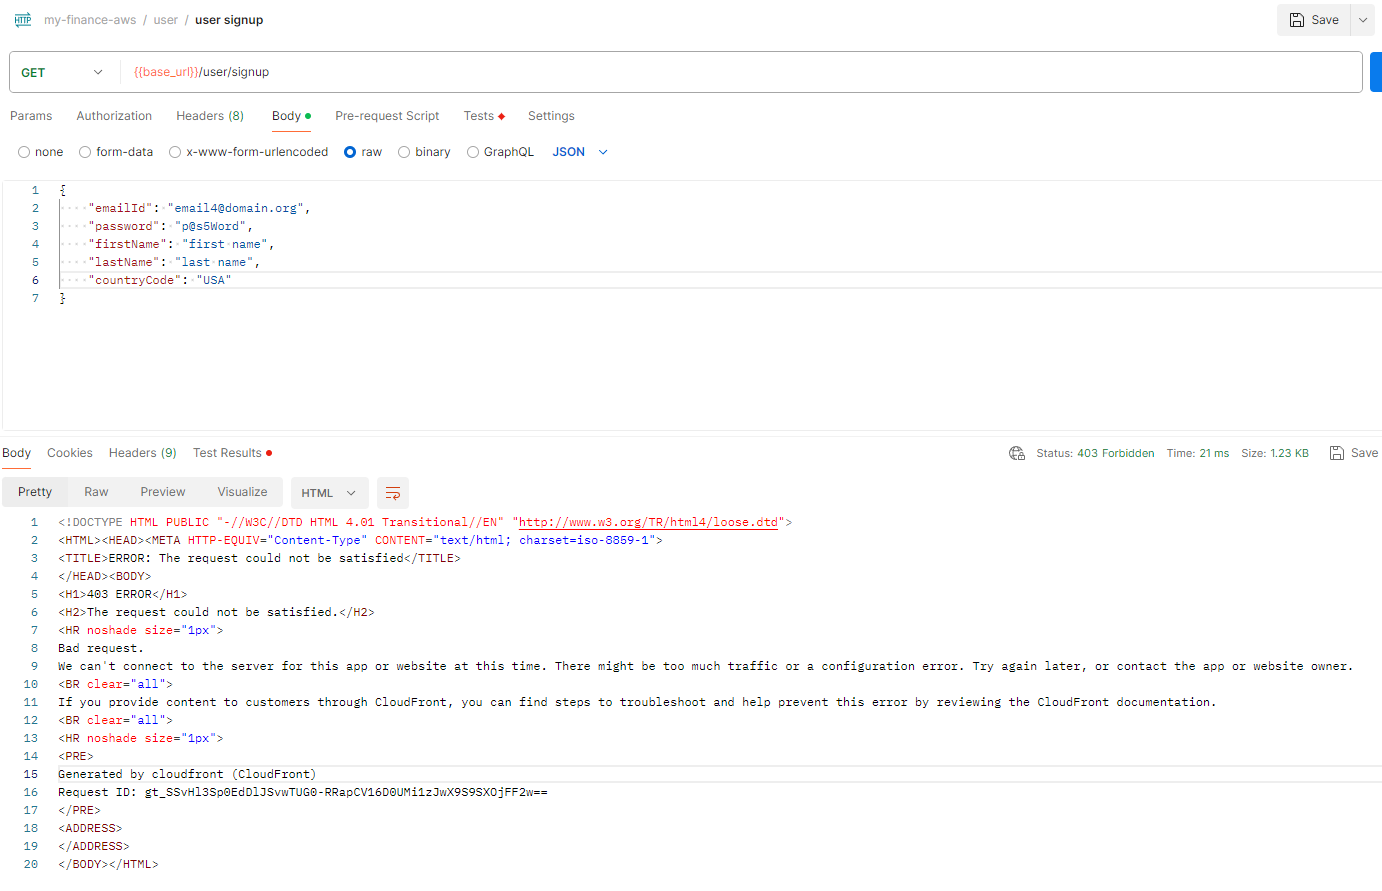 HTTP my-finance-aws / user / user signup Save
GET {{base_url}}/user/signup
Params Authorization Headers (8) Body Pre-request Script Tests Settings
none form-data x-www-form-urlencoded raw binary GraphQL JSON
1 {
2 "emailId": "email4@domain.org",
3 "password": "p@s5Word",
4 "firstName": "first name",
5 "lastName": "last name",
6 "countryCode": "USA"
7 }
Body Cookies Headers (9) Test Results Status: 403 Forbidden Time: 21 ms Size: 1.23 KB Save
Pretty Raw Preview Visualize HTML
1 <!DOCTYPE HTML PUBLIC "-//W3C//DTD HTML 4.01 Transitional//EN" "http://www.w3.org/TR/html4/loose.dtd">
2 <HTML><HEAD><META HTTP-EQUIV="Content-Type" CONTENT="text/html; charset=iso-8859-1">
3 <TITLE>ERROR: The request could not be satisfied</TITLE>
4 </HEAD><BODY>
5 <H1>403 ERROR</H1>
6 <H2>The request could not be satisfied.</H2>
7 <HR noshade size="1px">
8 Bad request.
9 We can't connect to the server for this app or website at this time. There might be too much traffic or a configuration error. Try again later, or contact the app or website owner.
10 <BR clear="all">
11 If you provide content to customers through CloudFront, you can find steps to troubleshoot and help prevent this error by reviewing the CloudFront documentation.
12 <BR clear="all">
13 <HR noshade size="1px">
14 <PRE>
15 Generated by cloudfront (CloudFront)
16 Request ID: gt_SSvHl3Sp0EdDlJSvwTUG0-RRapCV16D0UMi1zJwX9S9SXOjFF2w==
17 </PRE>
18 <ADDRESS>
19 </ADDRESS>
20 </BODY></HTML>